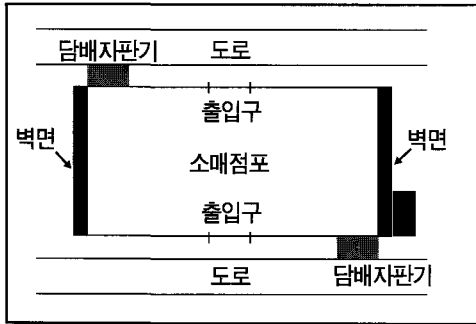 담배자판기 도로
출입구
벽면 벽면
소매점포
출입구
도로 담배자판기